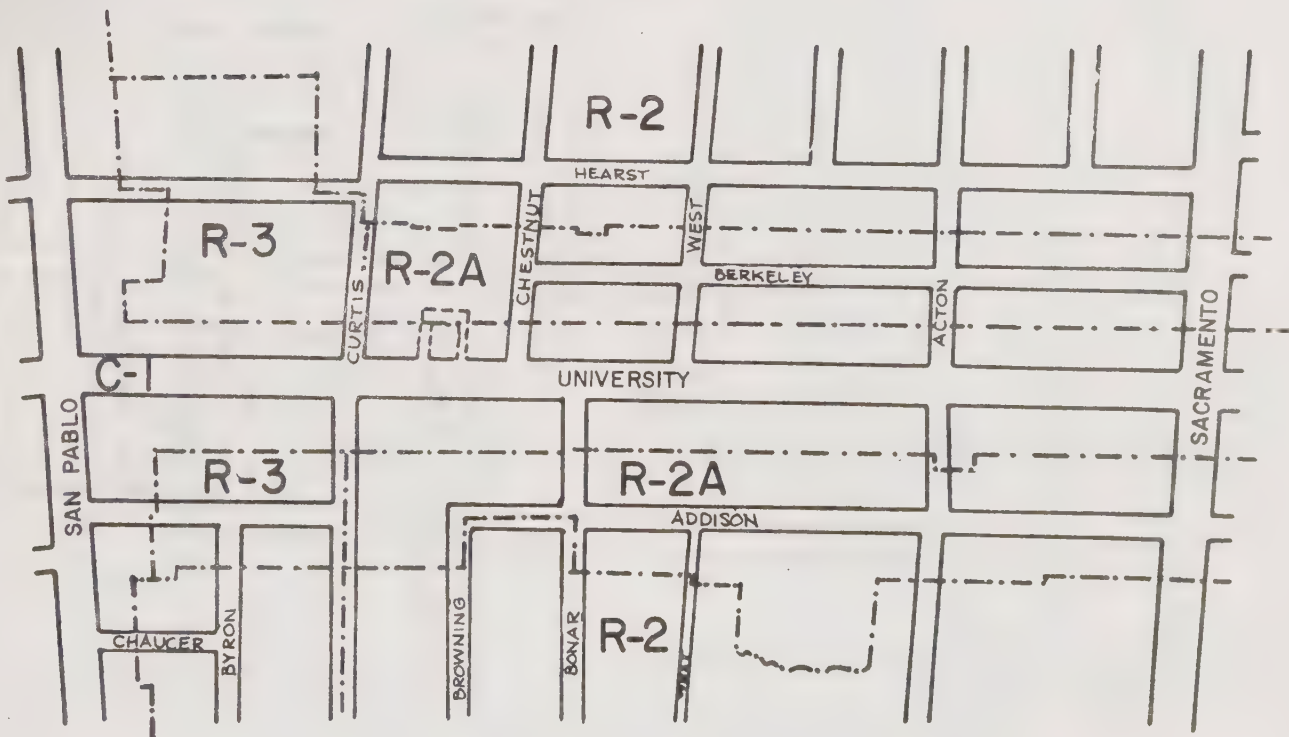 R-2
HEARST
CHESTNUT
WEST
R-3
R-2A
BERKELEY
CURTIS
ACTON
SACRAMENTO
C-1
UNIVERSITY
SAN PABLO
R-3
R-2A
ADDISON
CHAUCER
BYRON
BROWNING
BONAR
R-2